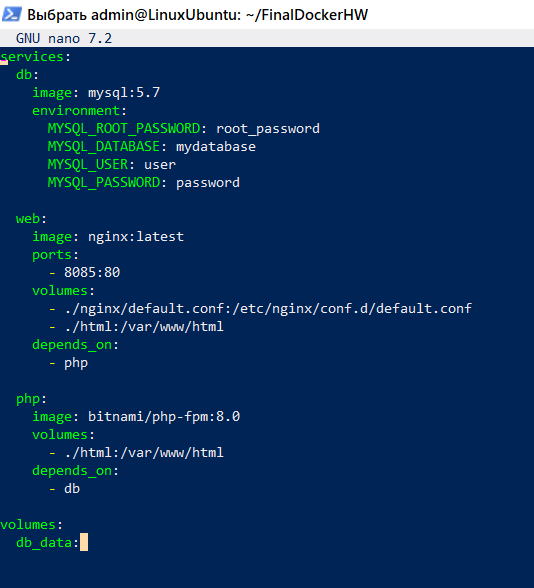 Выбрать admin@LinuxUbuntu: ~/FinalDockerHW
GNU nano 7.2
services:
  db:
    image: mysql:5.7
    environment:
      MYSQL_ROOT_PASSWORD: root_password
      MYSQL_DATABASE: mydatabase
      MYSQL_USER: user
      MYSQL_PASSWORD: password

  web:
    image: nginx:latest
    ports:
      - 8085:80
    volumes:
      - ./nginx/default.conf:/etc/nginx/conf.d/default.conf
      - ./html:/var/www/html
    depends_on:
      - php

  php:
    image: bitnami/php-fpm:8.0
    volumes:
      - ./html:/var/www/html
    depends_on:
      - db

volumes:
  db_data: